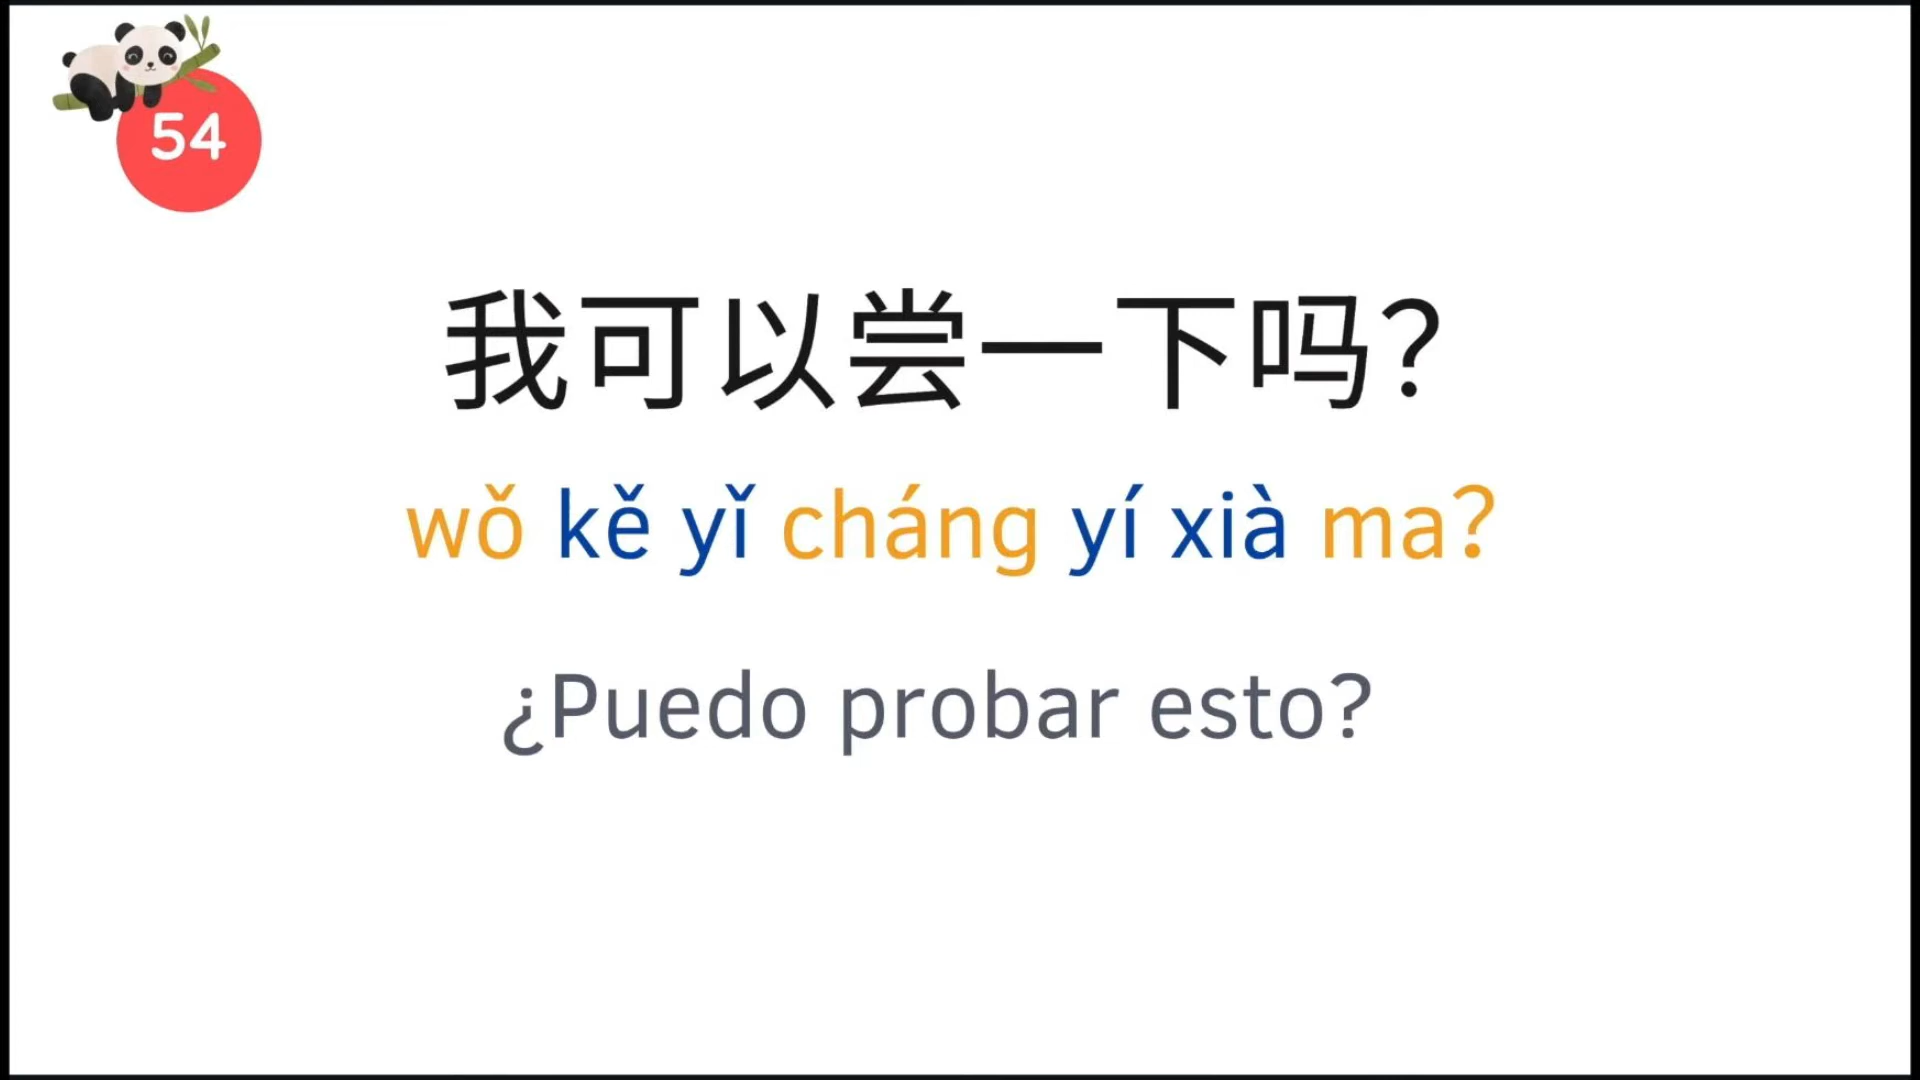 54
我可以尝一下吗?
wǒ kě yǐ cháng yí xià ma?
¿Puedo probar esto?